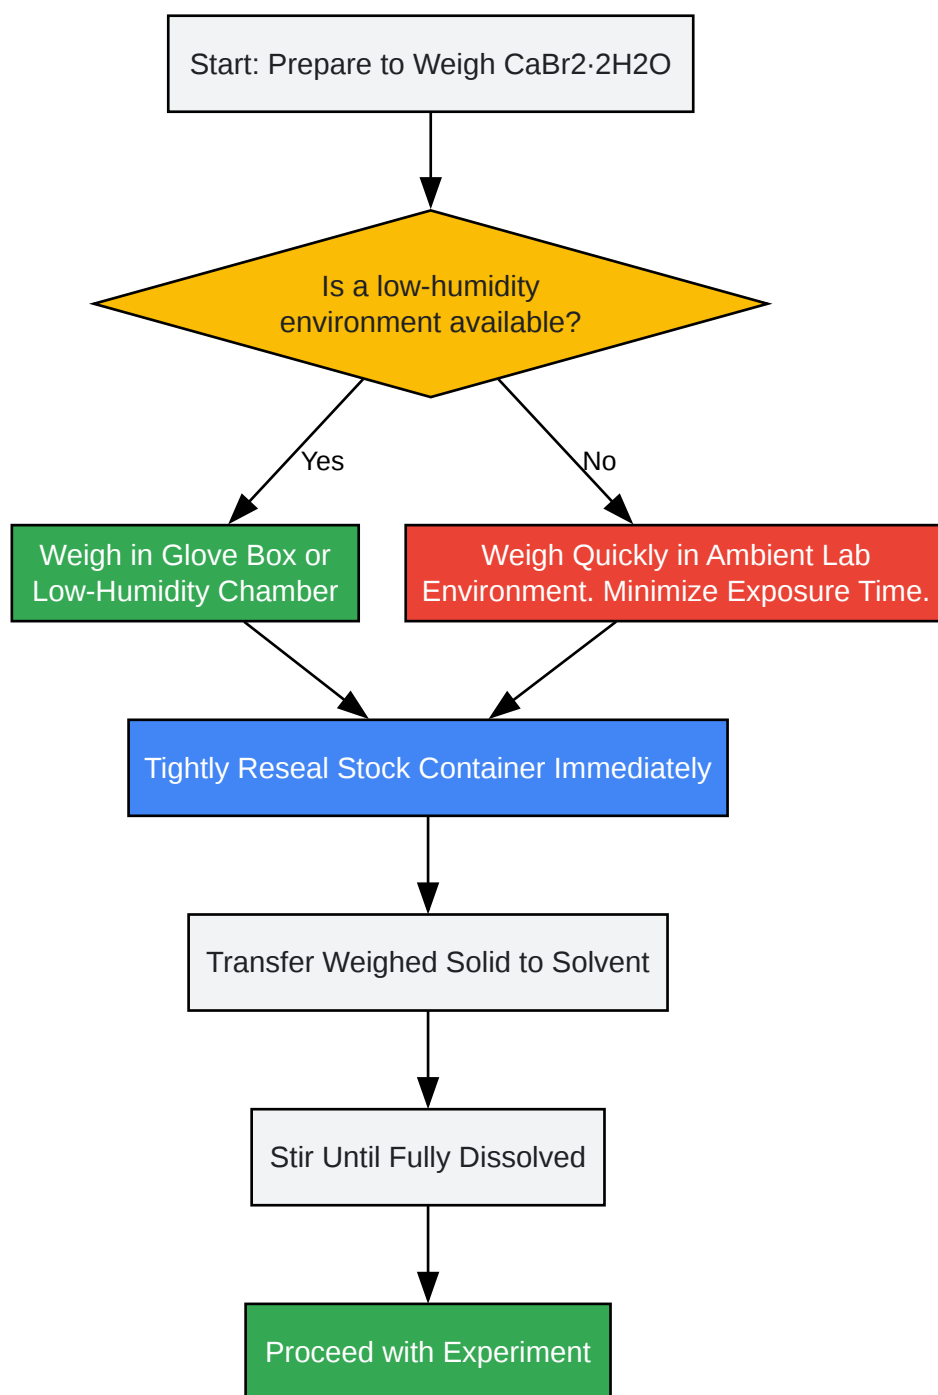 Start: Prepare to Weigh CaBr2·2H2O
Is a low-humidity
environment available?
Yes
No
Weigh in Glove Box or
Low-Humidity Chamber
Weigh Quickly in Ambient Lab
Environment. Minimize Exposure Time.
Tightly Reseal Stock Container Immediately
Transfer Weighed Solid to Solvent
Stir Until Fully Dissolved
Proceed with Experiment